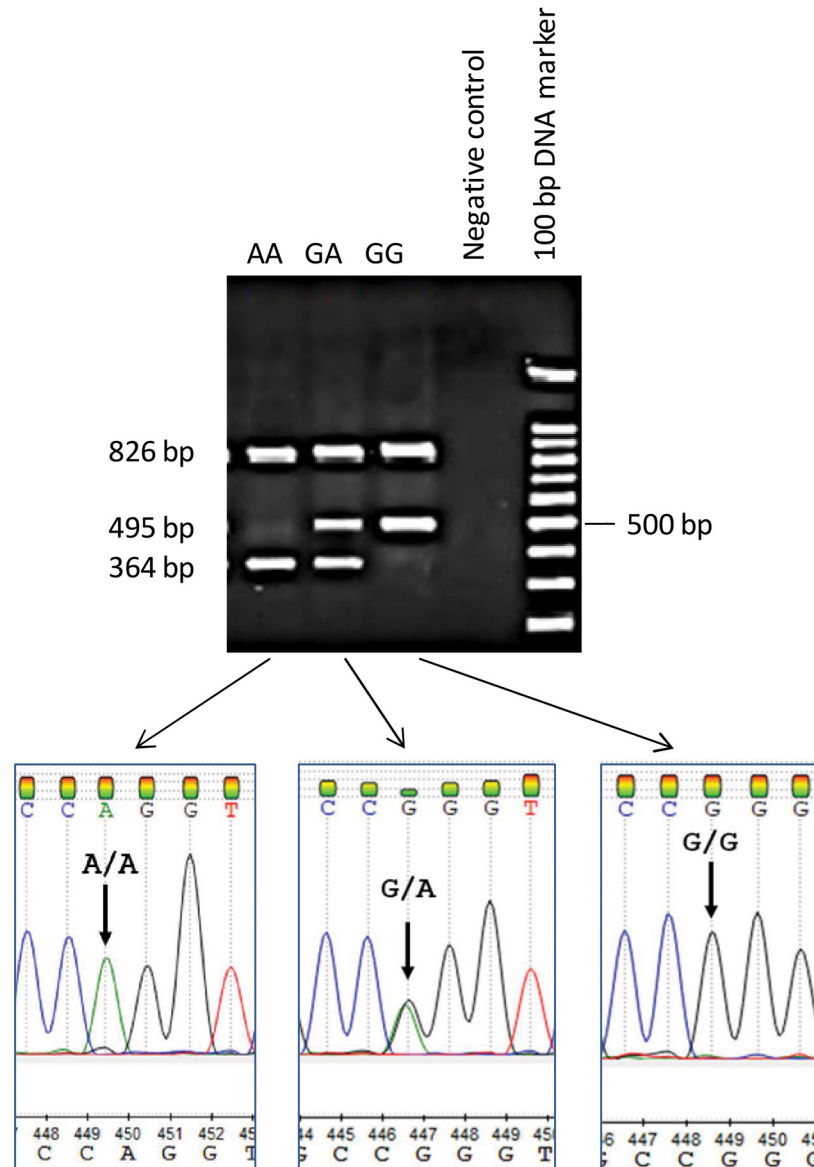 Negative control
100 bp DNA marker
AA GA GG
826 bp
495 bp
364 bp
500 bp
C C A G G T
A/A
448 449 450 451 452
C C A G G
C C G G G T
G/A
445 446 447 448 449
C C G G G T
C C G G G
G/G
447 448 449 450
C C G G